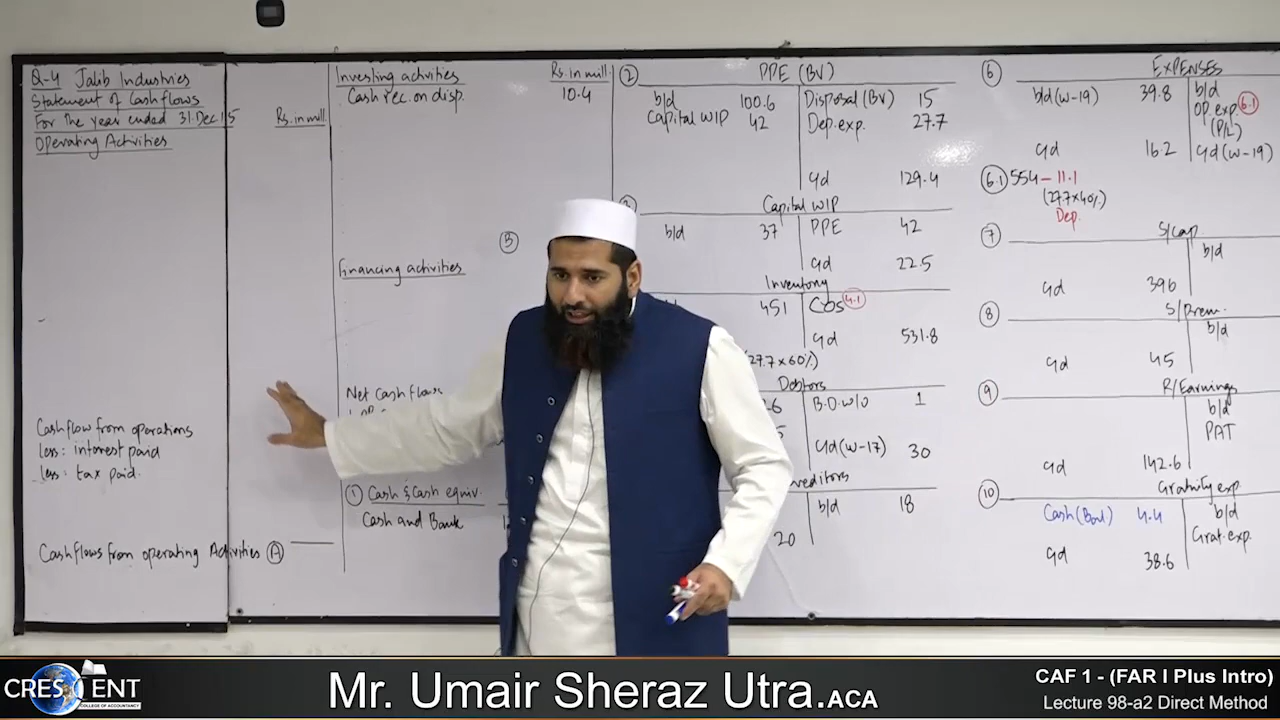 Q-4 Jalib Industries
Statement of Cashflows
For the year ended 31.Dec.15
Rs. in mill.
Operating Activities
Cashflow from operations
less: interest paid
less: tax paid.
Cashflows from operating Activities (A)
Investing activities
Rs. in mill.
Cash rec. on disp.
10.4
Financing activities
Net cash flows
1 Cash & Cash equiv.
Cash and Bank
2 PPE (BV)
b/d 100.6 Disposal (BV) 15
Capital WIP 42 Dep. exp. 27.7
c/d 129.4
Capital WIP
b/d 37 PPE 42
c/d 22.5
Inventory
451 COS 4.1
c/d 531.8
(27.7x60%)
Debtors
B.D. w/o 1
c/d (w-17) 30
b/d 18
20
5
6 EXPENSES
b/d (w-19) 39.8 b/d
Op. exp. 6.1
(P/L)
c/d 16.2 c/d (w-19)
6.1 554 - 11.1
(27.7x40%)
Dep.
7 S/cap
b/d
c/d 396
8 S/Prem.
b/d
c/d 45
9 R/Earnings
b/d
PAT
c/d 142.6
10 Gratuity exp
Cash (Bal) 4.4 b/d
Grat. exp.
c/d 38.6
CRESCENT
COLLEGE OF ACCOUNTANCY
Mr. Umair Sheraz Utra.ACA
CAF 1 - (FAR I Plus Intro)
Lecture 98-a2 Direct Method